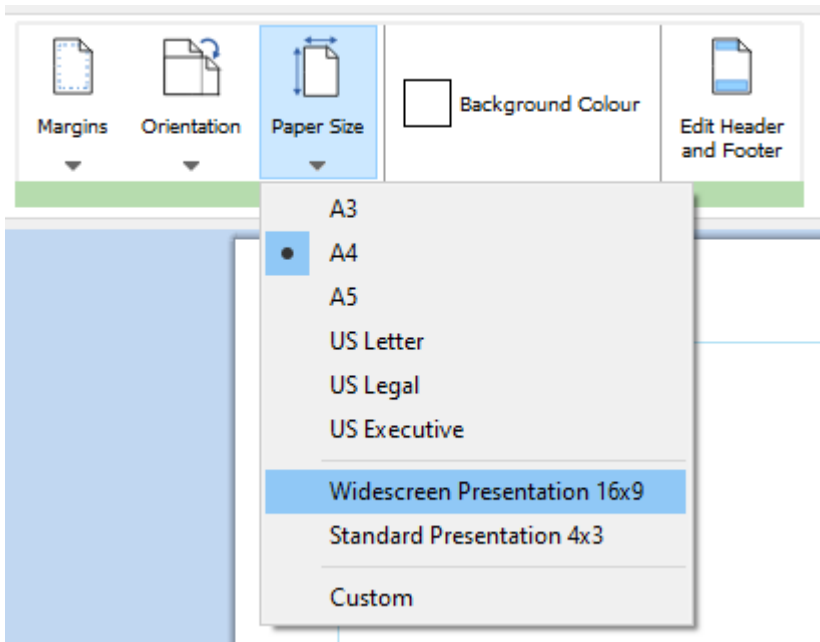 Margins
Orientation
Paper Size
Background Colour
Edit Header
and Footer
A3
A4
A5
US Letter
US Legal
US Executive
Widescreen Presentation 16x9
Standard Presentation 4x3
Custom